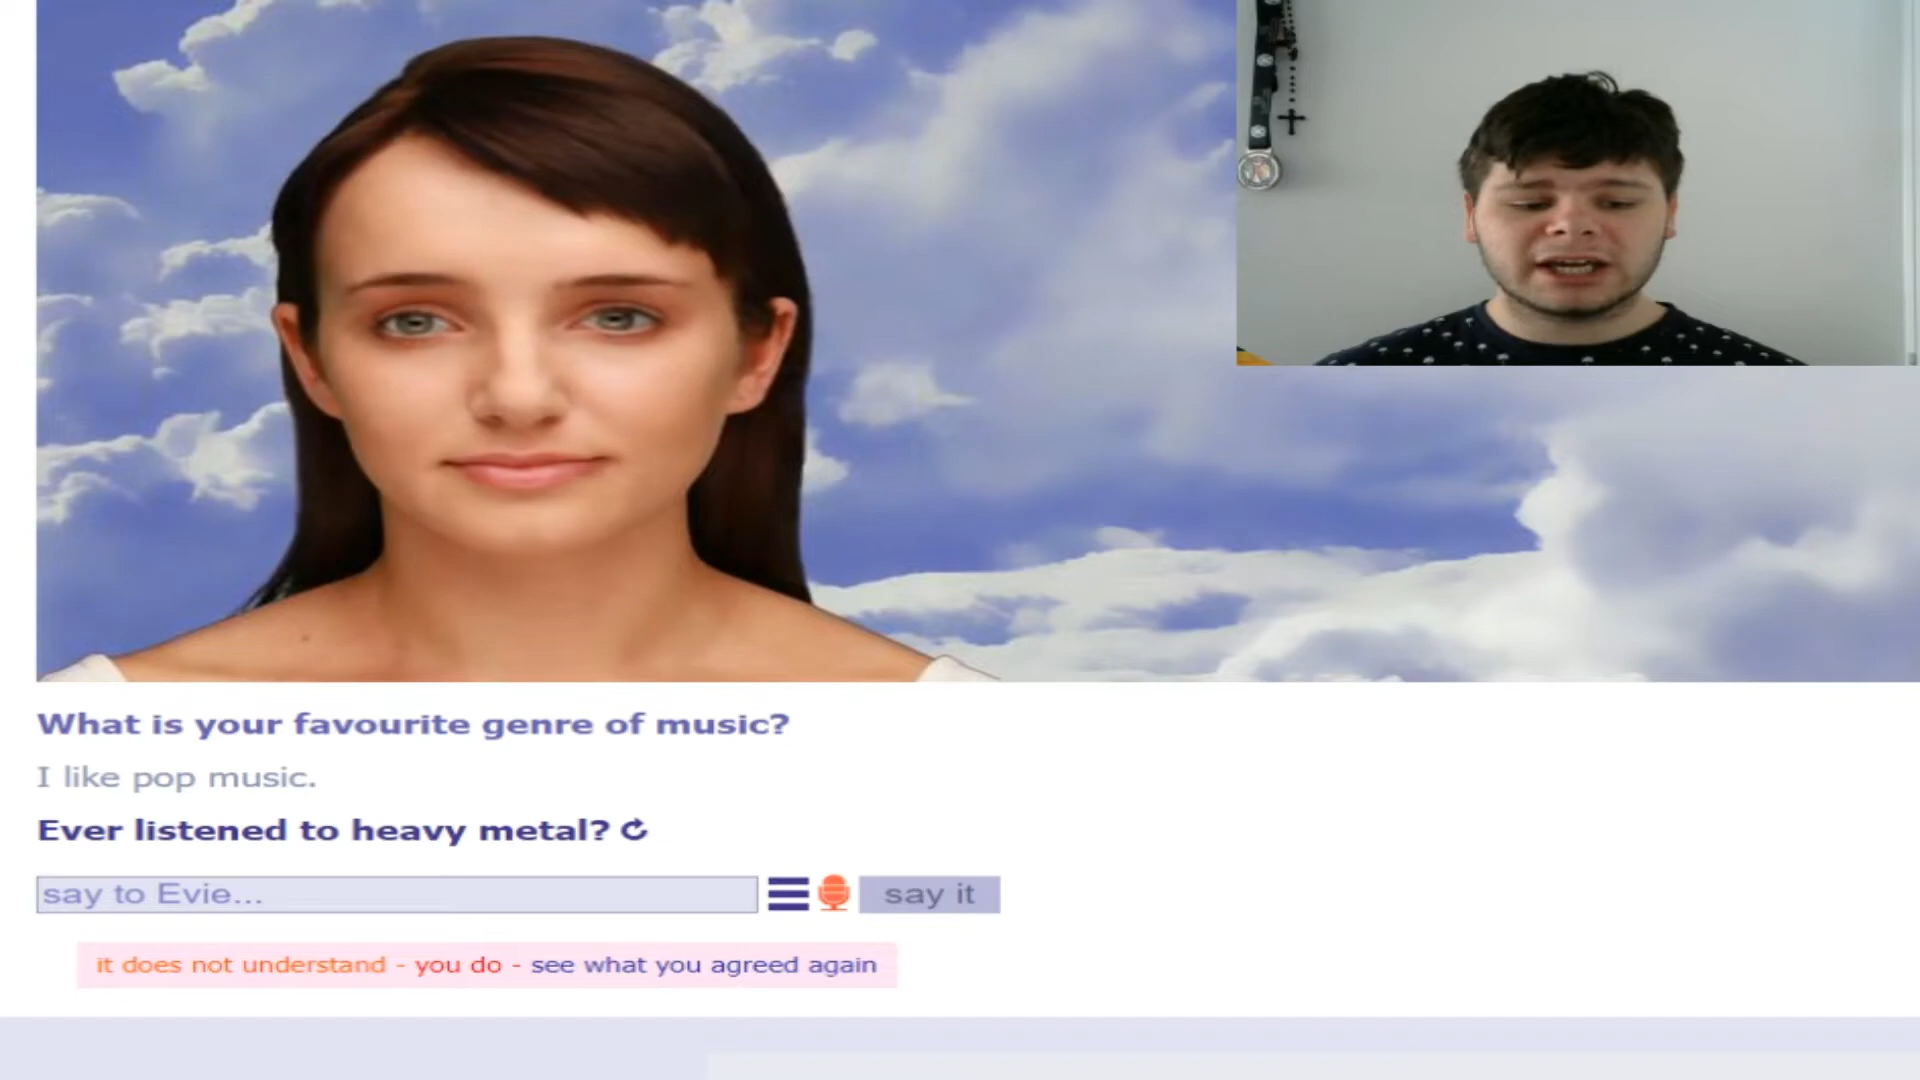 What is your favourite genre of music?
I like pop music.
Ever listened to heavy metal?
say to Evie...
say it
it does not understand - you do - see what you agreed again